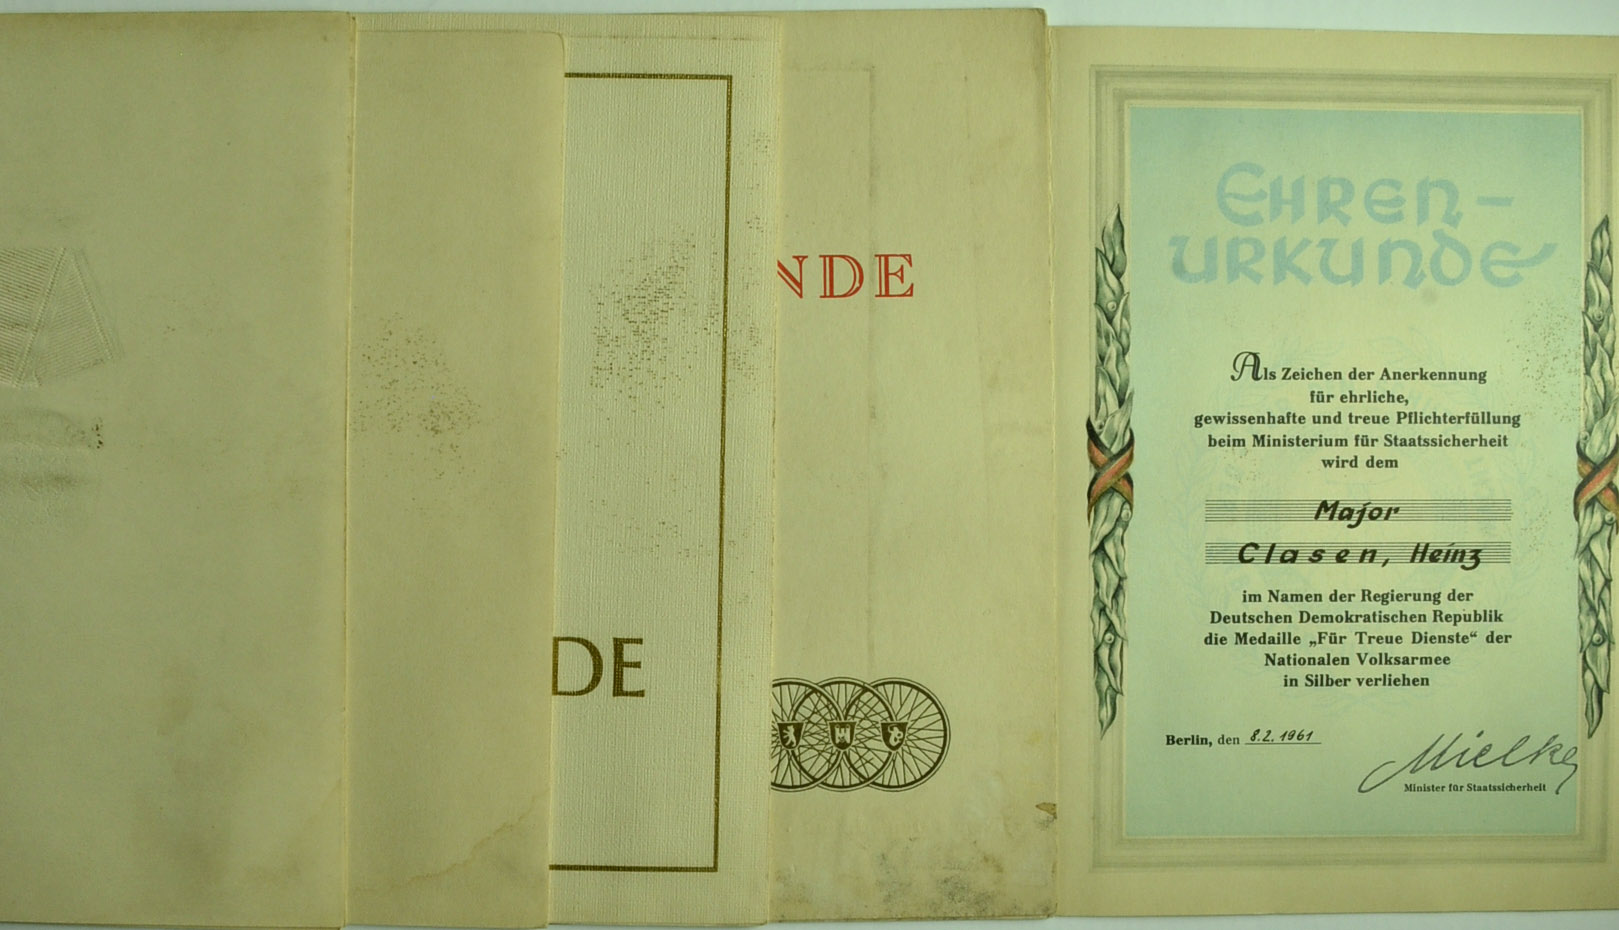 DE
NDE
EHREN-
URKUNDE
Als Zeichen der Anerkennung
für ehrliche,
gewissenhafte und treue Pflichterfüllung
beim Ministerium für Staatssicherheit
wird dem
Major
Clasen, Heinz
im Namen der Regierung der
Deutschen Demokratischen Republik
die Medaille „Für Treue Dienste“ der
Nationalen Volksarmee
in Silber verliehen
Berlin, den 8.2.1961
Mielke
Minister für Staatssicherheit